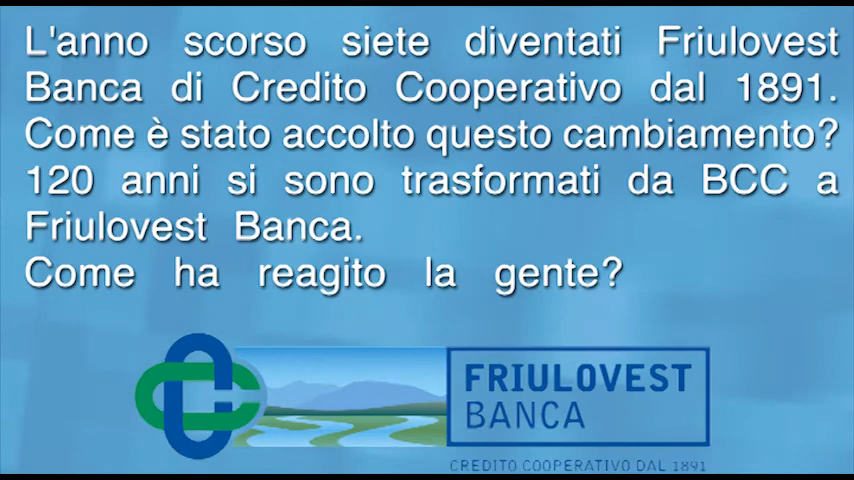 L'anno scorso siete diventati Friulovest
Banca di Credito Cooperativo dal 1891.
Come è stato accolto questo cambiamento?
120 anni si sono trasformati da BCC a
Friulovest Banca.
Come ha reagito la gente?
FRIULOVEST
BANCA
CREDITO COOPERATIVO DAL 1891